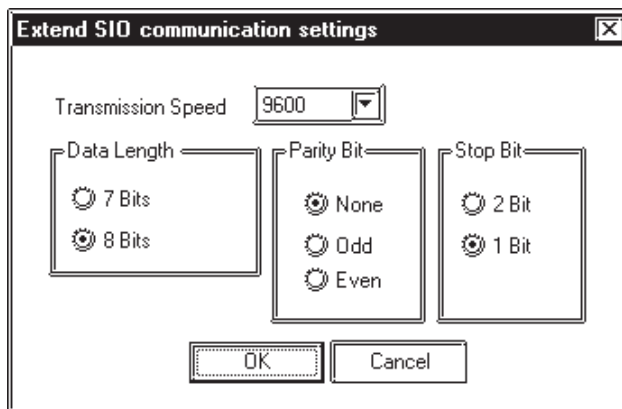 Extend SIO communication settings
Transmission Speed 9600
Data Length
7 Bits
8 Bits
Parity Bit
None
Odd
Even
Stop Bit
2 Bit
1 Bit
OK
Cancel